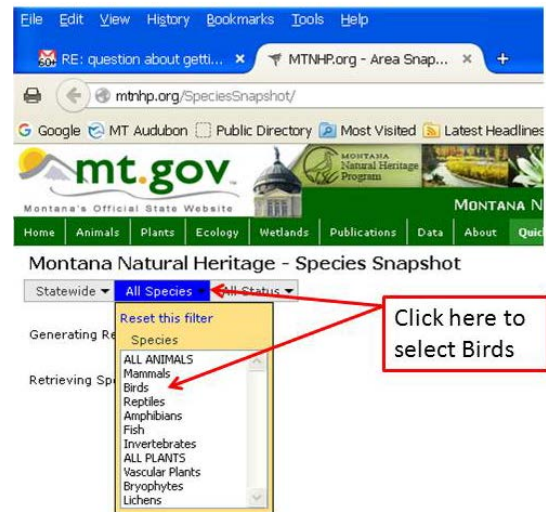 File Edit View History Bookmarks Tools Help
RE: question about getti... × MTNHP.org - Area Snap... × +
mtnhp.org/SpeciesSnapshot/
Google MT Audubon Public Directory Most Visited Latest Headlines
mt.gov
Montana's Official State Website
MONTANA
Natural Heritage
Program
MONTANA N
Home Animals Plants Ecology Wetlands Publications Data About Quic
Montana Natural Heritage - Species Snapshot
Statewide All Species All Status
Reset this filter
Generating Re
Species
Retrieving Sp
ALL ANIMALS
Mammals
Birds
Reptiles
Amphibians
Fish
Invertebrates
ALL PLANTS
Vascular Plants
Bryophytes
Lichens
Click here to
select Birds